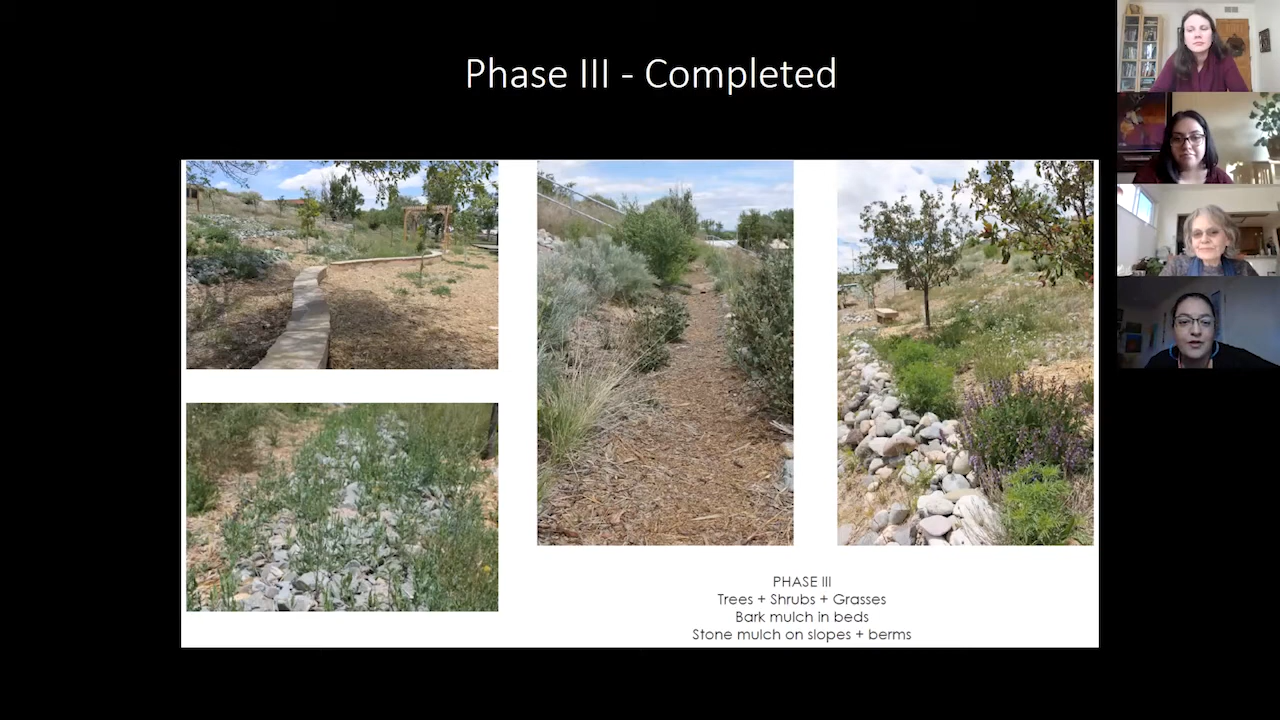 Phase III - Completed
PHASE III
Trees + Shrubs + Grasses
Bark mulch in beds
Stone mulch on slopes + berms